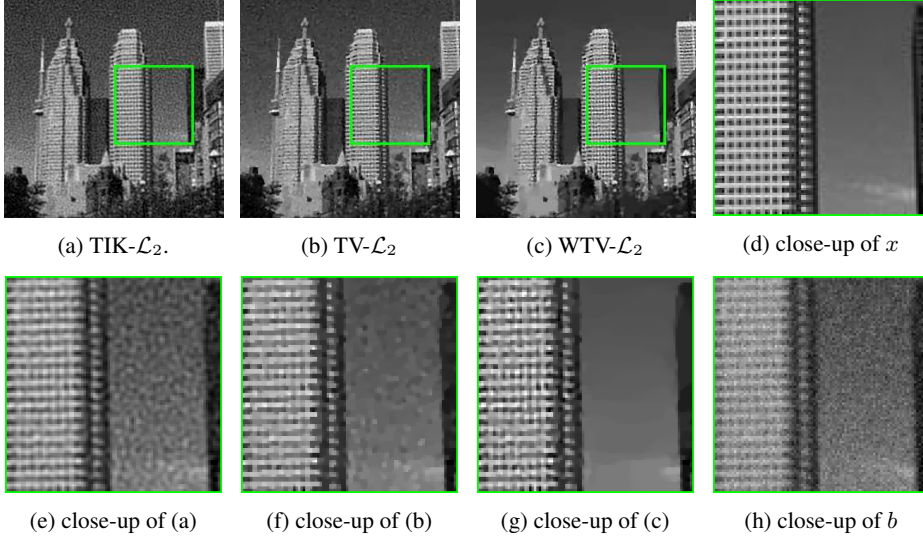 (a) TIK-ℒ₂.
(b) TV-ℒ₂
(c) WTV-ℒ₂
(d) close-up of x
(e) close-up of (a)
(f) close-up of (b)
(g) close-up of (c)
(h) close-up of b